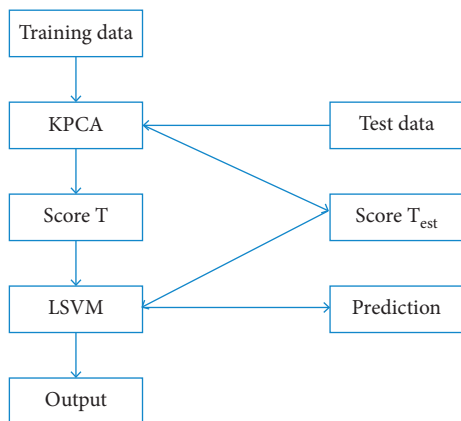 Training data
KPCA
Test data
Score T
Score Test
LSVM
Prediction
Output